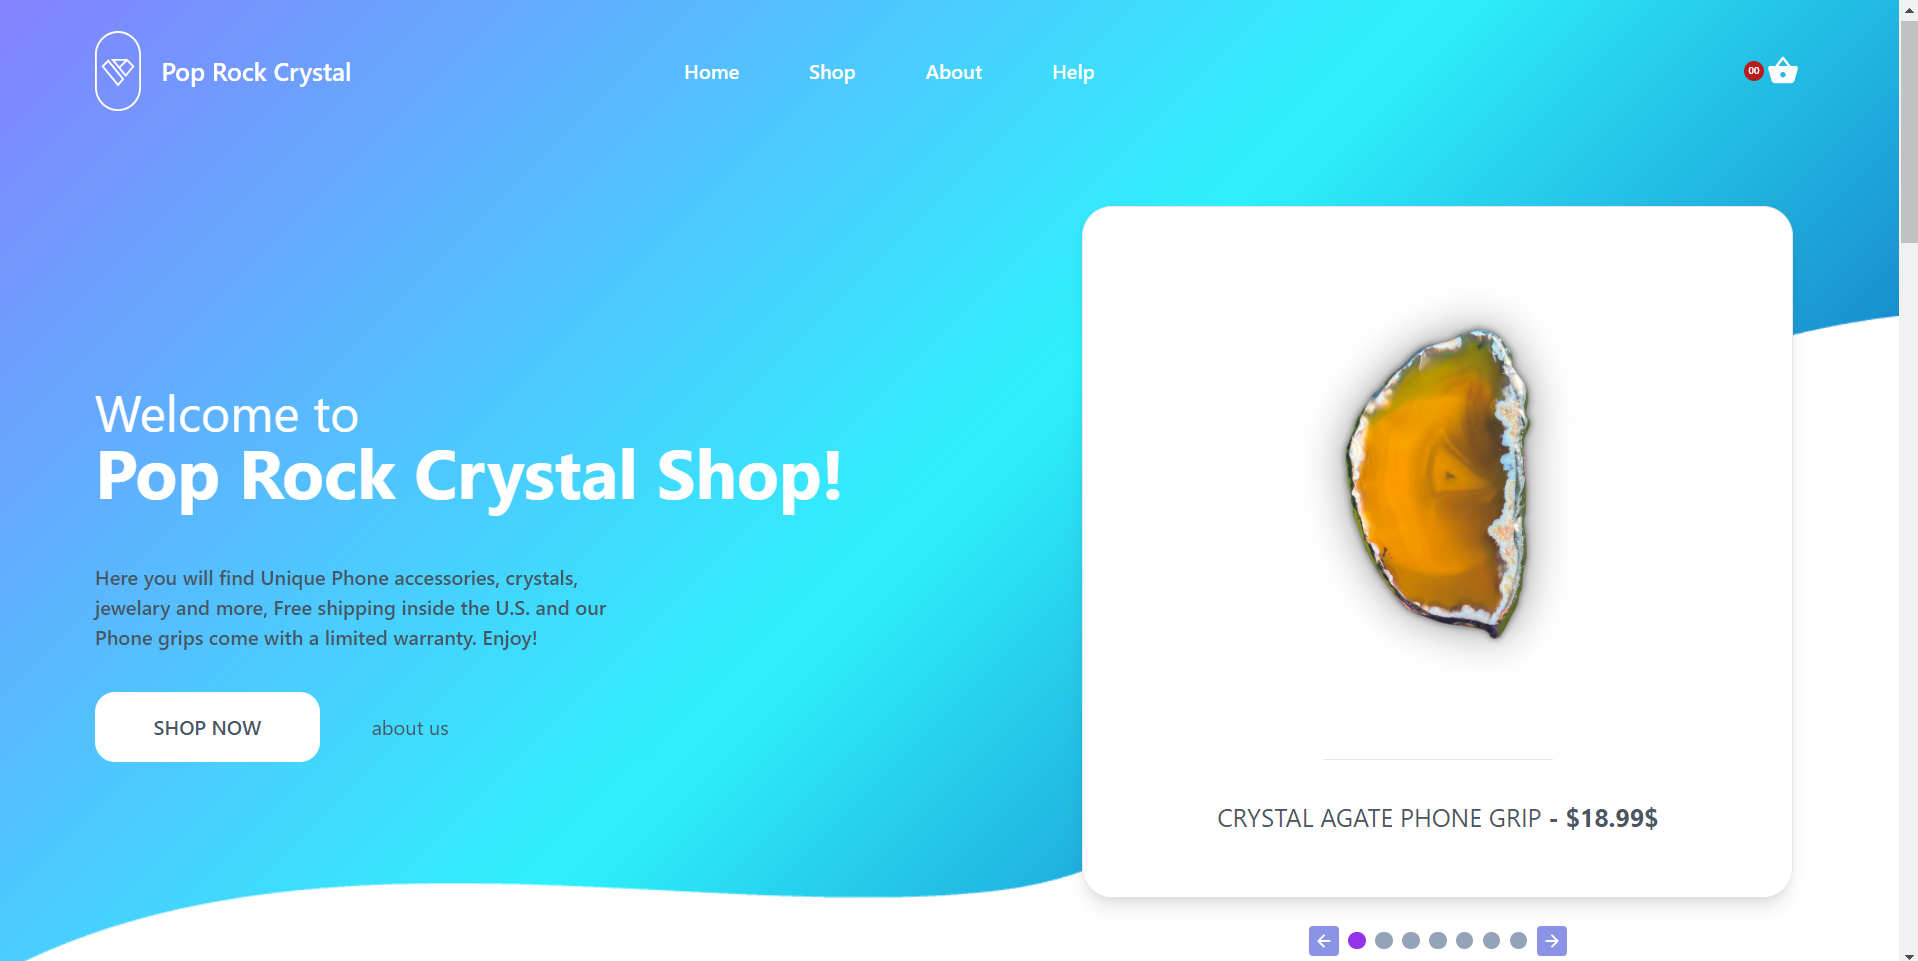 Pop Rock Crystal
Home
Shop
About
Help
00
Welcome to
Pop Rock Crystal Shop!
Here you will find Unique Phone accessories, crystals,
jewelary and more, Free shipping inside the U.S. and our
Phone grips come with a limited warranty. Enjoy!
SHOP NOW
about us
CRYSTAL AGATE PHONE GRIP - $18.99$